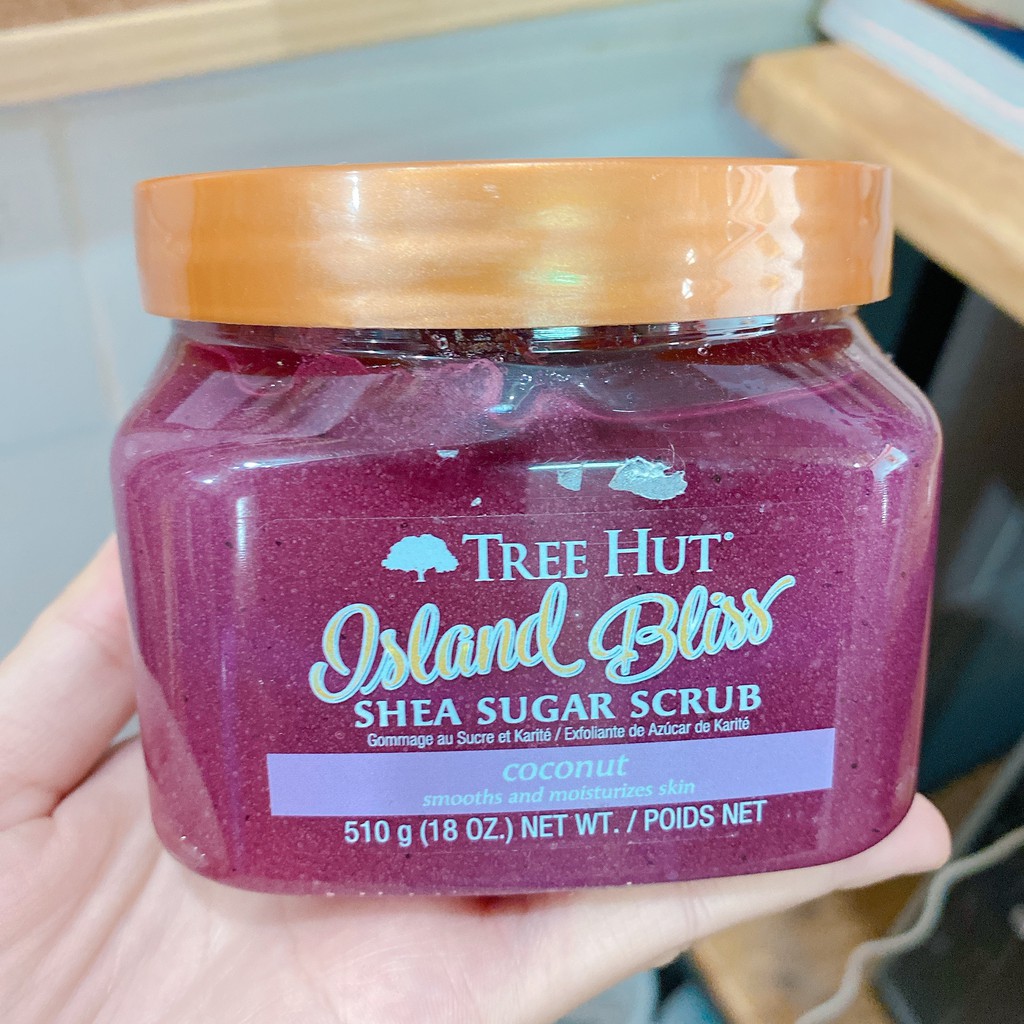 TREE HUT®
Island Bliss
SHEA SUGAR SCRUB
Gommage au Sucre et Karité / Exfoliante de Azúcar de Karité
coconut
smooths and moisturizes skin
510 g (18 OZ.) NET WT. / POIDS NET